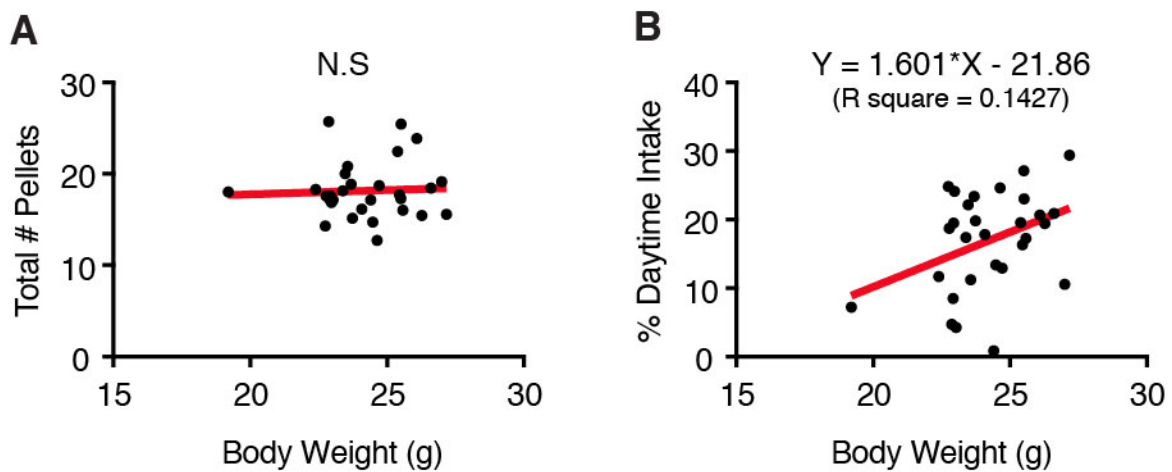 A
N.S
30
20
10
0
Total # Pellets
15
20
25
30
Body Weight (g)
B
Y = 1.601*X - 21.86
(R square = 0.1427)
40
30
20
10
0
% Daytime Intake
15
20
25
30
Body Weight (g)